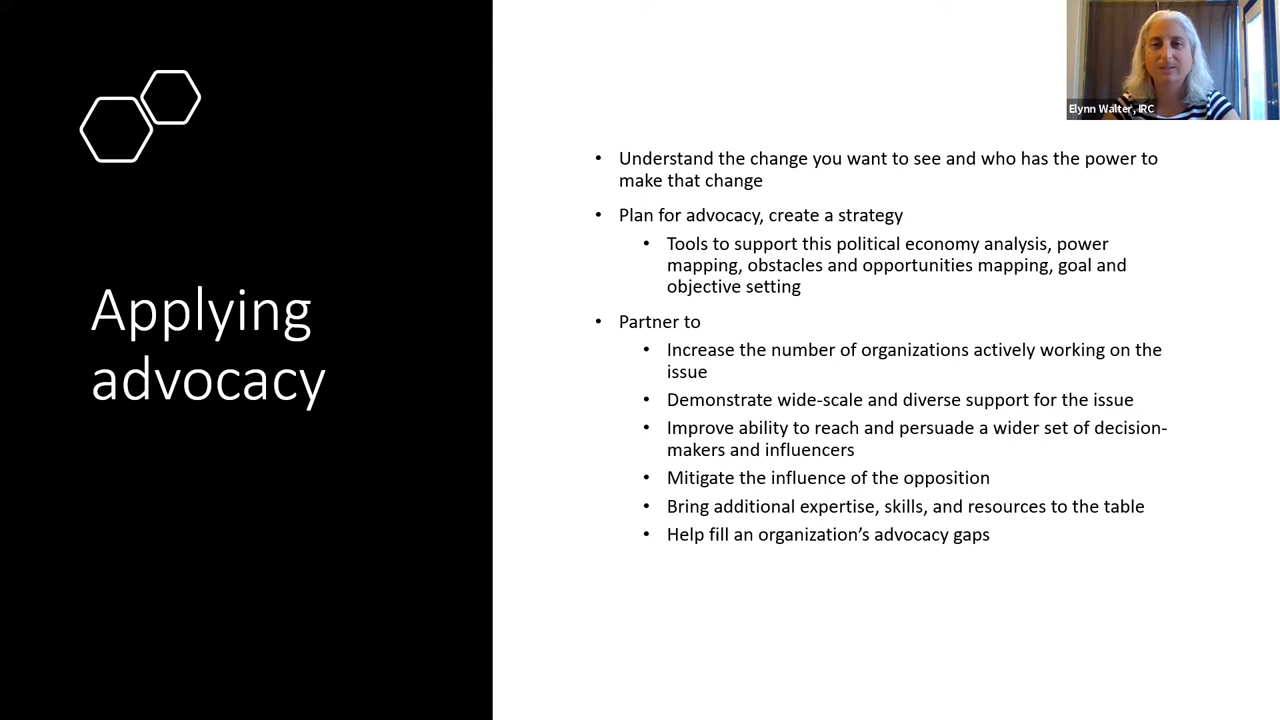 Applying
advocacy
Elynn Walter, IRC
• Understand the change you want to see and who has the power to
make that change
• Plan for advocacy, create a strategy
• Tools to support this political economy analysis, power
mapping, obstacles and opportunities mapping, goal and
objective setting
• Partner to
• Increase the number of organizations actively working on the
issue
• Demonstrate wide-scale and diverse support for the issue
• Improve ability to reach and persuade a wider set of decision-
makers and influencers
• Mitigate the influence of the opposition
• Bring additional expertise, skills, and resources to the table
• Help fill an organization’s advocacy gaps